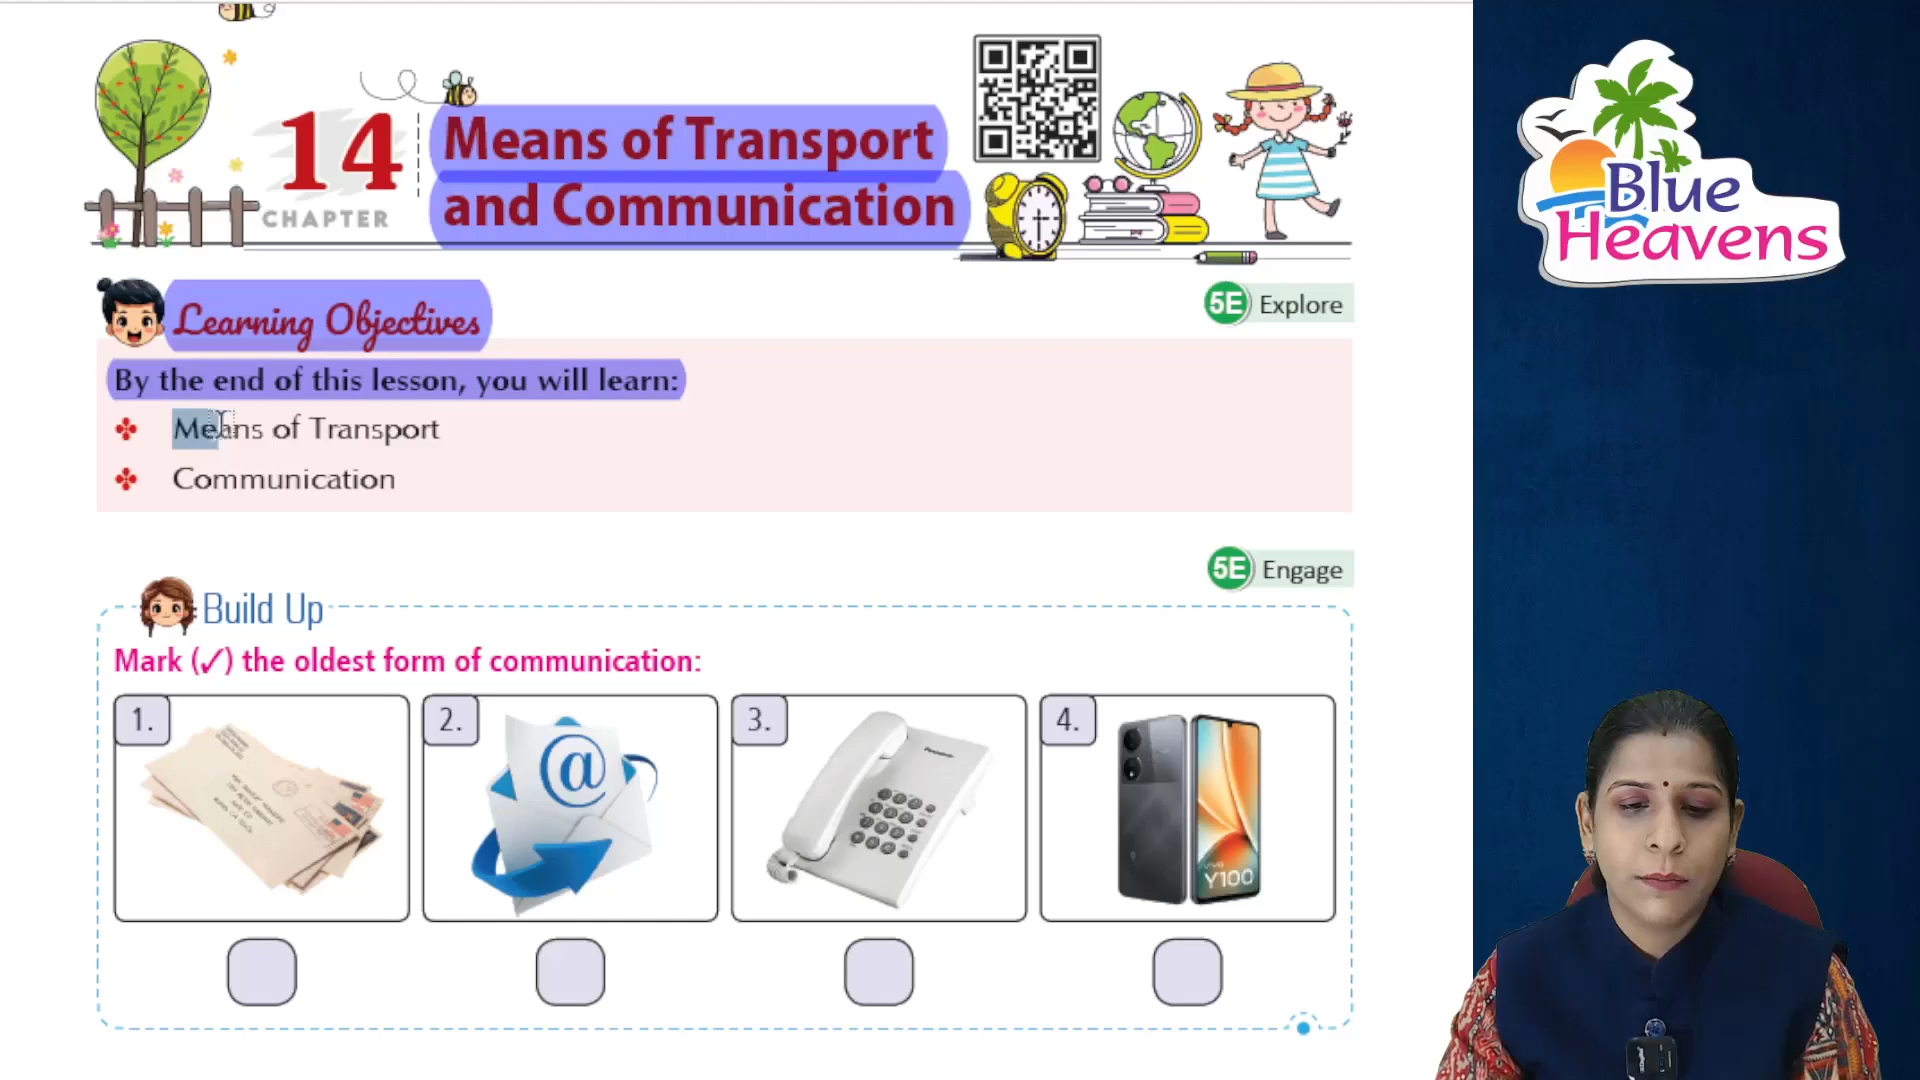 14
CHAPTER
Means of Transport
and Communication
Blue
Heavens
Learning Objectives
5E Explore
By the end of this lesson, you will learn:
Means of Transport
Communication
5E Engage
Build Up
Mark (✓) the oldest form of communication:
1.
2.
3.
4.
@
Panasonic
vivo
Y100